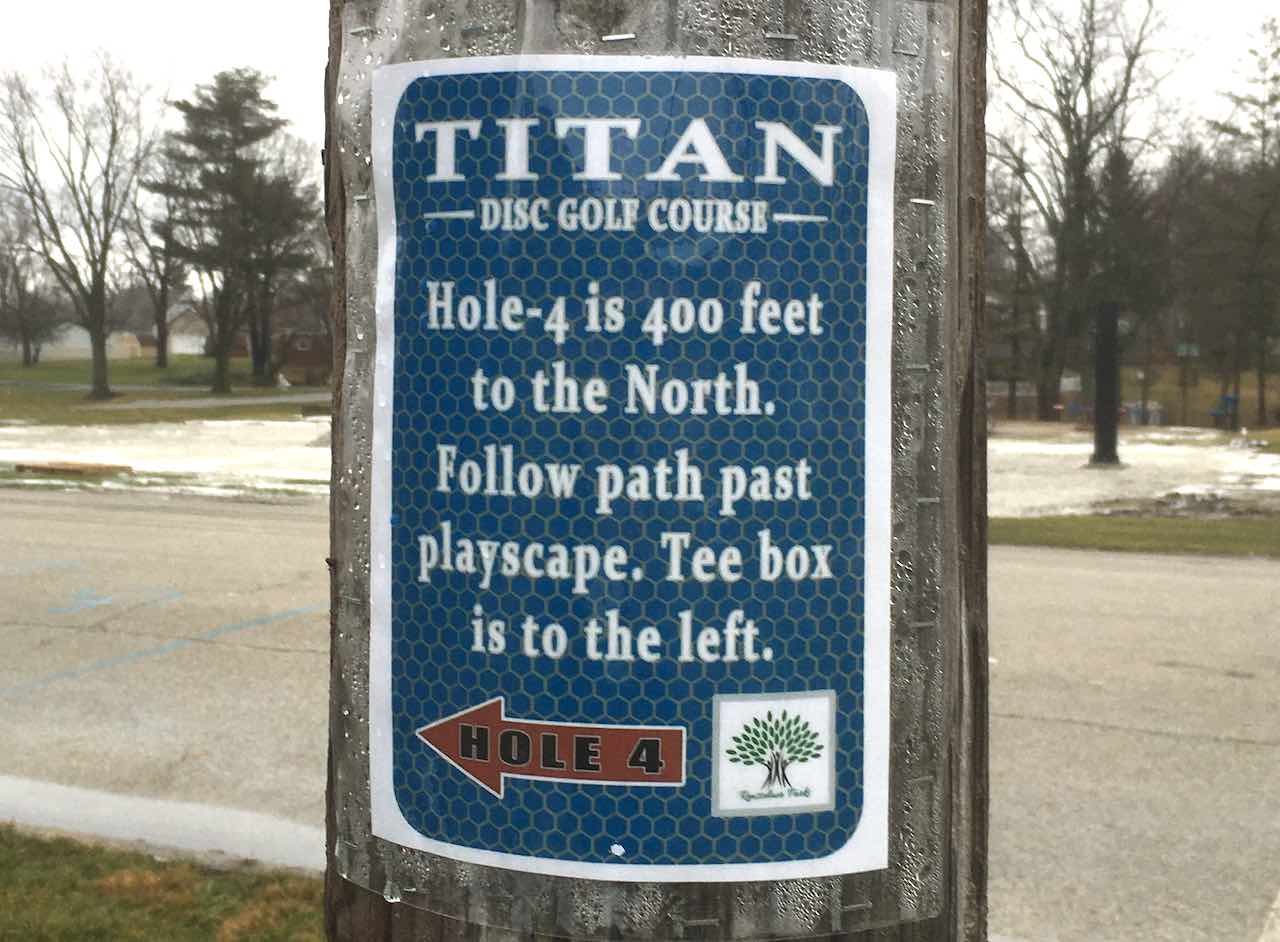 TITAN
DISC GOLF COURSE
Hole-4 is 400 feet
to the North.
Follow path past
playscape. Tee box
is to the left.
HOLE 4